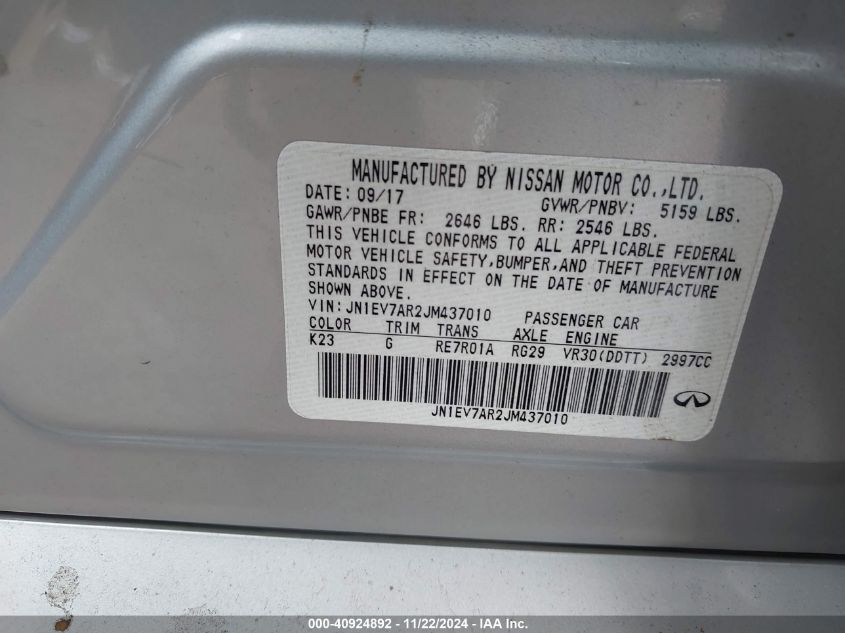 MANUFACTURED BY NISSAN MOTOR CO.,LTD.
DATE: 09/17 GVWR/PNBV: 5159 LBS.
GAWR/PNBE FR: 2646 LBS. RR: 2546 LBS.
THIS VEHICLE CONFORMS TO ALL APPLICABLE FEDERAL
MOTOR VEHICLE SAFETY,BUMPER,AND THEFT PREVENTION
STANDARDS IN EFFECT ON THE DATE OF MANUFACTURE
SHOWN ABOVE.
VIN:JN1EV7AR2JM437010 PASSENGER CAR
COLOR TRIM TRANS AXLE ENGINE
K23 G RE7R01A RG29 VR30(DDTT) 2997CC
JN1EV7AR2JM437010
000-40924892 - 11/22/2024 - IAAI.com